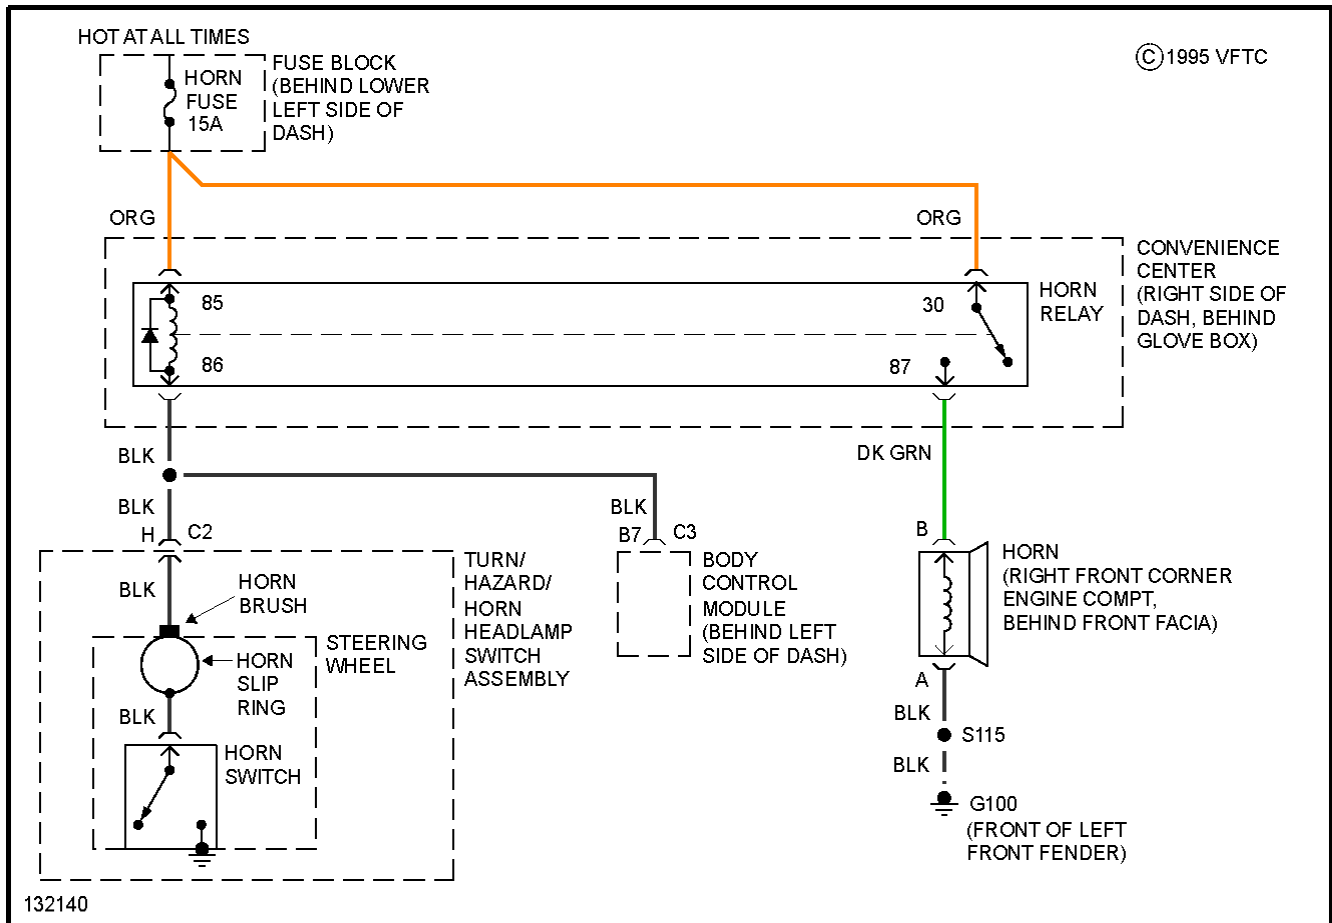 HOT AT ALL TIMES
HORN
FUSE
15A
FUSE BLOCK
(BEHIND LOWER
LEFT SIDE OF
DASH)
C 1995 VFTC
ORG
ORG
CONVENIENCE
CENTER
(RIGHT SIDE OF
DASH, BEHIND
GLOVE BOX)
85
86
30
87
HORN
RELAY
BLK
BLK
H
C2
BLK
B7
C3
DK GRN
B
BLK
HORN
BRUSH
TURN/
HAZARD/
HORN
HEADLAMP
SWITCH
ASSEMBLY
BODY
CONTROL
MODULE
(BEHIND LEFT
SIDE OF DASH)
HORN
(RIGHT FRONT CORNER
ENGINE COMPT,
BEHIND FRONT FACIA)
STEERING
WHEEL
HORN
SLIP
RING
BLK
HORN
SWITCH
A
BLK
S115
BLK
G100
(FRONT OF LEFT
FRONT FENDER)
132140